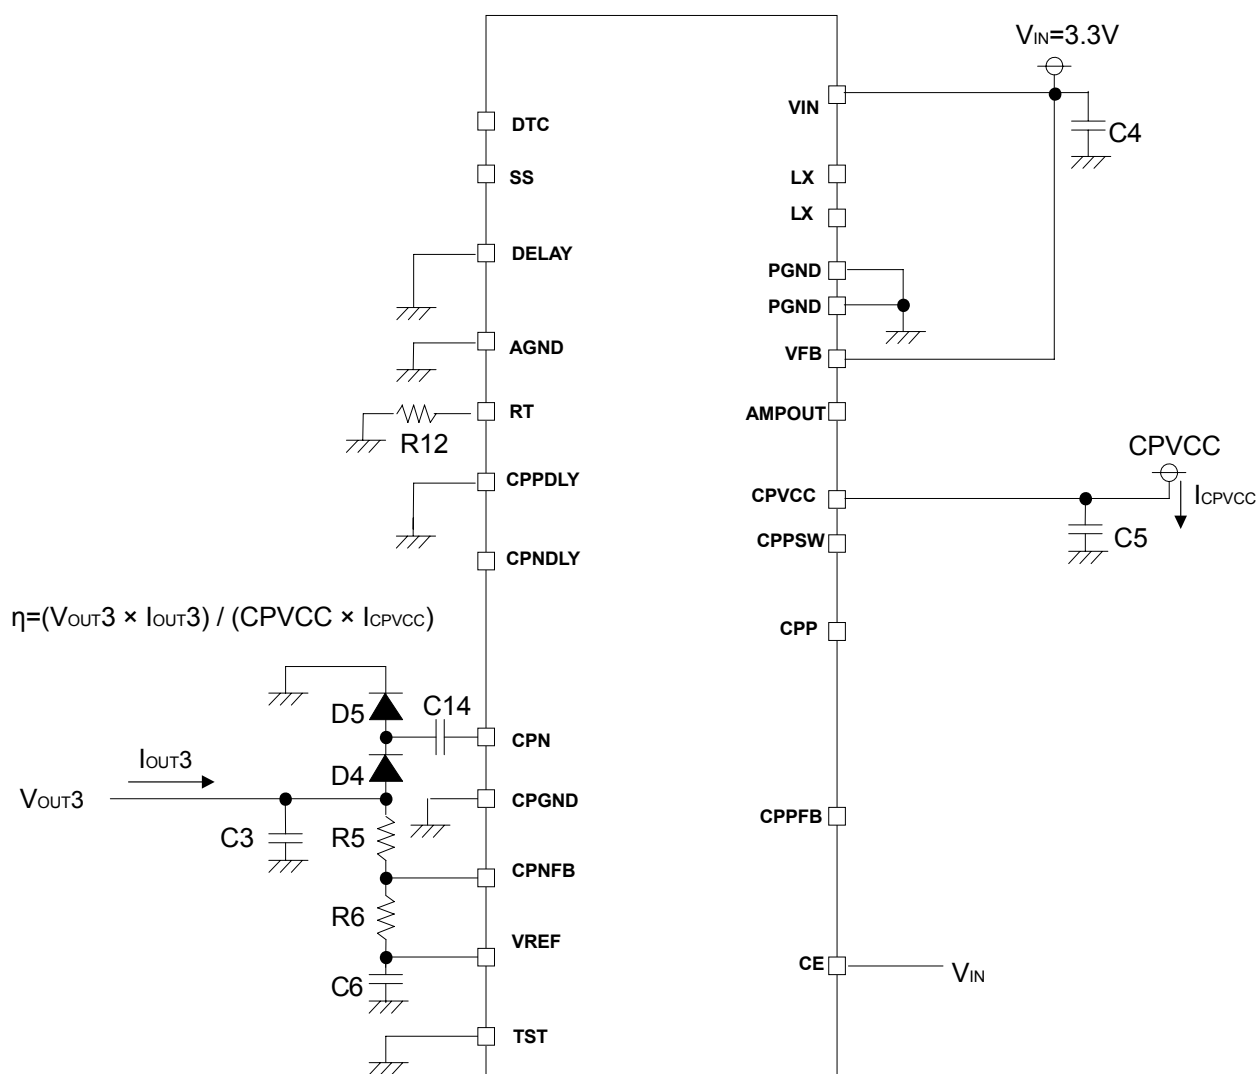 VIN=3.3V
VIN
C4
DTC
SS
LX
LX
DELAY
PGND
PGND
AGND
VFB
RT
R12
AMPOUT
CPVCC
CPPDLY
CPVCC
ICPVCC
CPPSW
C5
CPNDLY
η=(VOUT3 × IOUT3) / (CPVCC × ICPVCC)
CPP
D5
C14
CPN
IOUT3
D4
VOUT3
CPGND
C3
R5
CPPFB
CPNFB
R6
VREF
CE
VIN
C6
TST